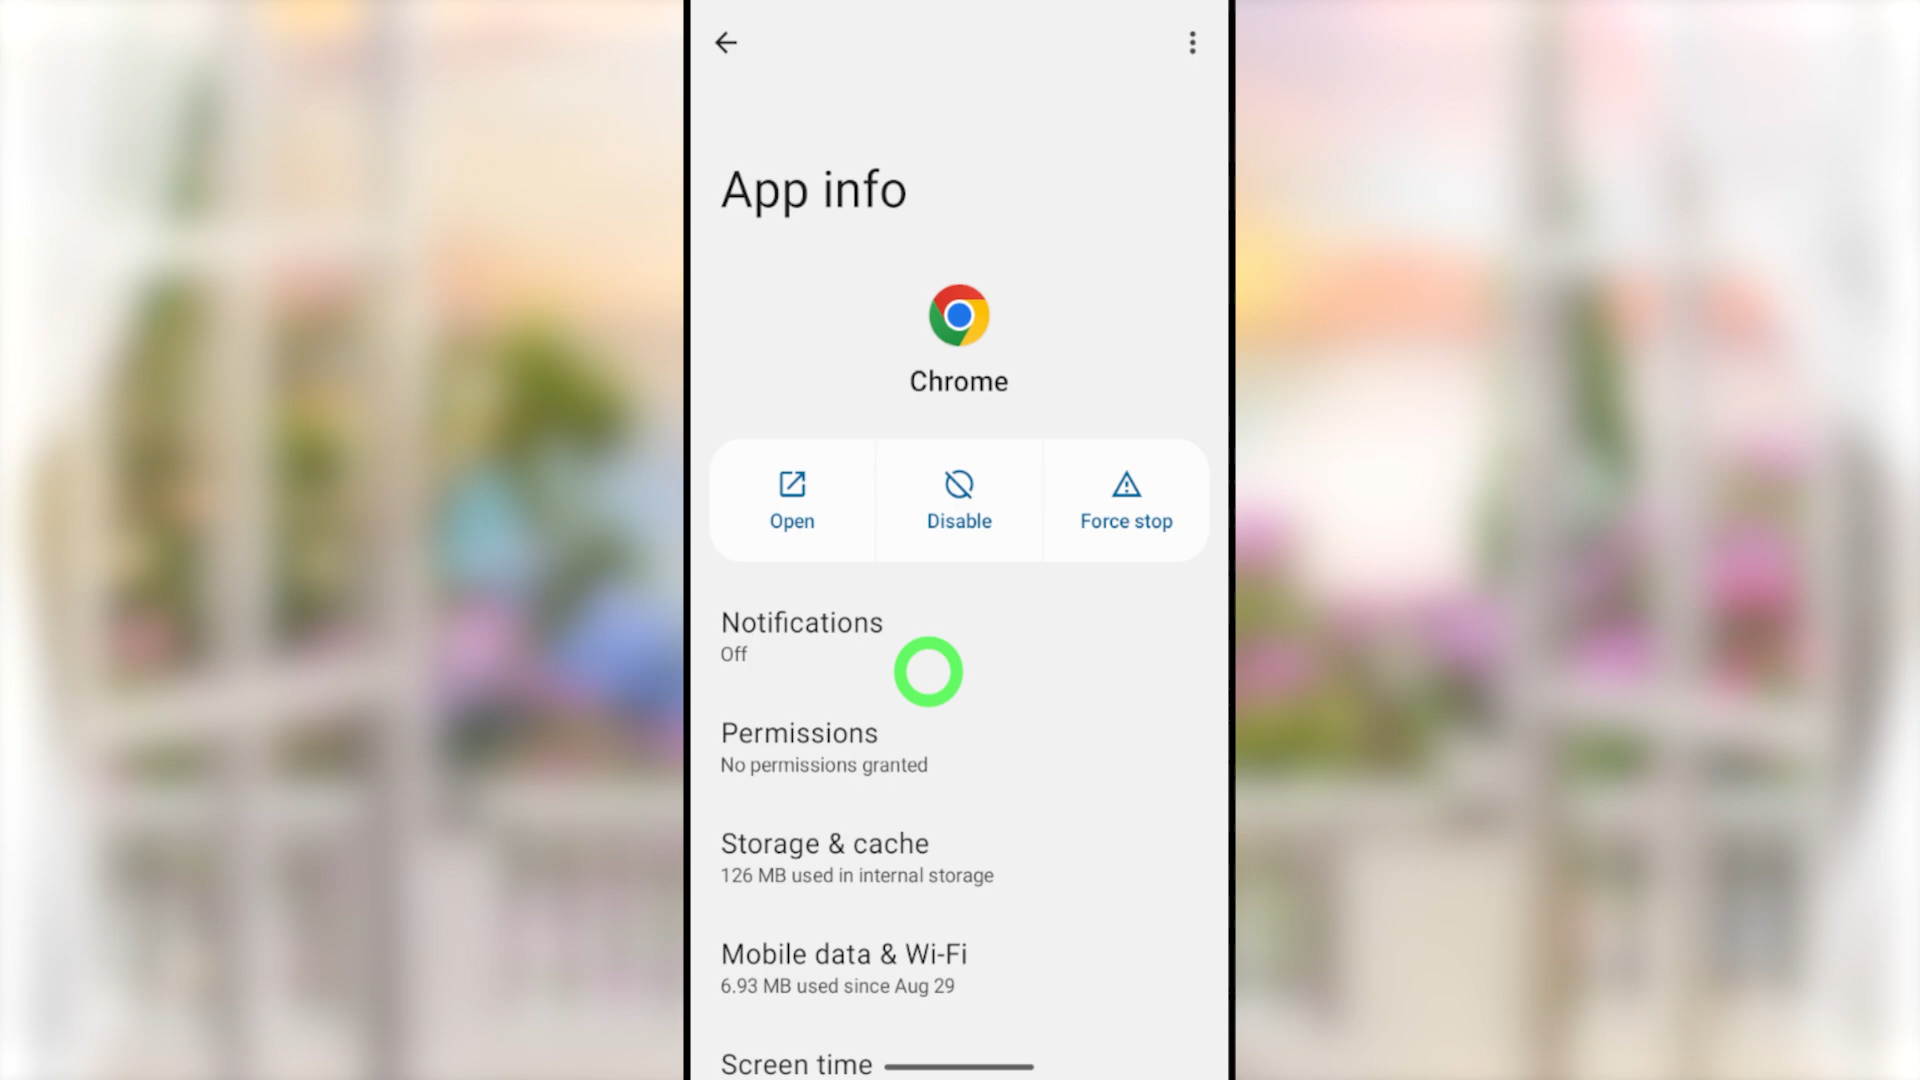 App info
Chrome
Open
Disable
Force stop
Notifications
Off
Permissions
No permissions granted
Storage & cache
126 MB used in internal storage
Mobile data & Wi-Fi
6.93 MB used since Aug 29
Screen time